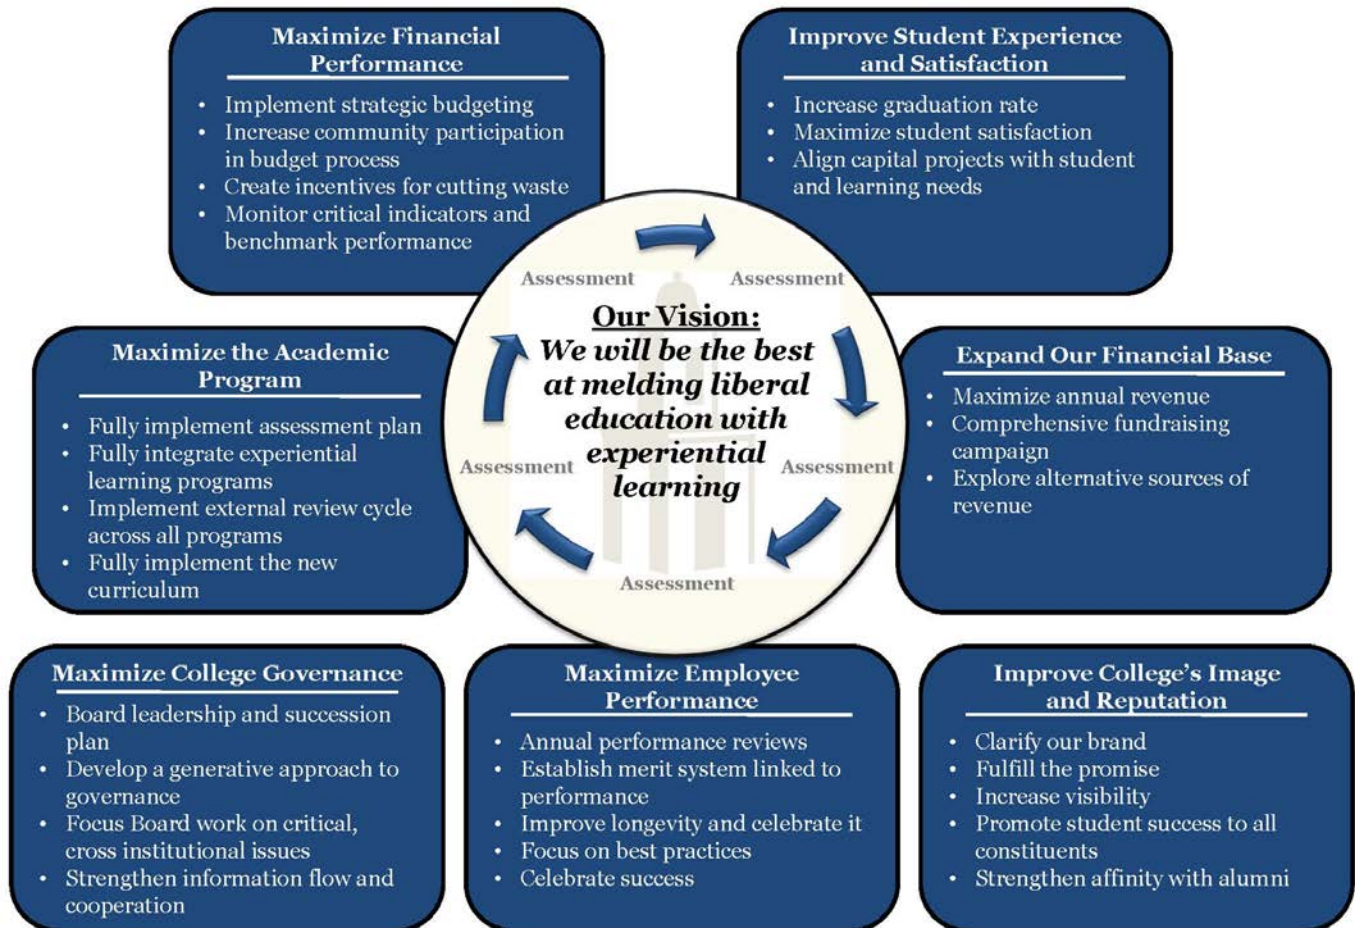 Maximize Financial
Performance
• Implement strategic budgeting
• Increase community participation
in budget process
• Create incentives for cutting waste
• Monitor critical indicators and
benchmark performance
Improve Student Experience
and Satisfaction
• Increase graduation rate
• Maximize student satisfaction
• Align capital projects with student
and learning needs
Assessment
Assessment
Our Vision:
We will be the best
at melding liberal
education with
experiential
learning
Assessment
Assessment
Assessment
Maximize the Academic
Program
• Fully implement assessment plan
• Fully integrate experiential
learning programs
• Implement external review cycle
across all programs
• Fully implement the new
curriculum
Expand Our Financial Base
• Maximize annual revenue
• Comprehensive fundraising
campaign
• Explore alternative sources of
revenue
Maximize College Governance
• Board leadership and succession
plan
• Develop a generative approach to
governance
• Focus Board work on critical,
cross institutional issues
• Strengthen information flow and
cooperation
Maximize Employee
Performance
• Annual performance reviews
• Establish merit system linked to
performance
• Improve longevity and celebrate it
• Focus on best practices
• Celebrate success
Improve College's Image
and Reputation
• Clarify our brand
• Fulfill the promise
• Increase visibility
• Promote student success to all
constituents
• Strengthen affinity with alumni